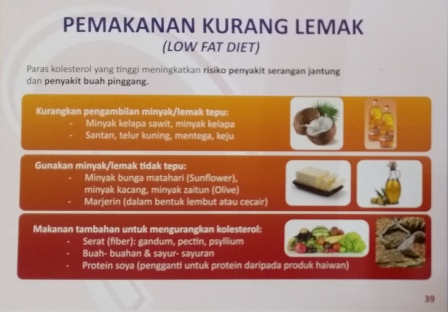 PEMAKANAN KURANG LEMAK
(LOW FAT DIET)
Paras kolesterol yang tinggi meningkatkan risiko penyakit serangan jantung
dan penyakit buah pinggang.
Kurangkan pengambilan minyak/lemak tepu:
- Minyak kelapa sawit, minyak kelapa
- Santan, telur kuning, mentega, keju
Gunakan minyak/lemak tidak tepu:
- Minyak bunga matahari (Sunflower),
minyak kacang, minyak zaitun (Olive)
- Marjerin (dalam bentuk lembut atau cecair)
Makanan tambahan untuk mengurangkan kolesterol:
- Serat (fiber): gandum, pectin, psyllium
- Buah- buahan & sayur- sayuran
- Protein soya (pengganti untuk protein daripada produk haiwan)
39